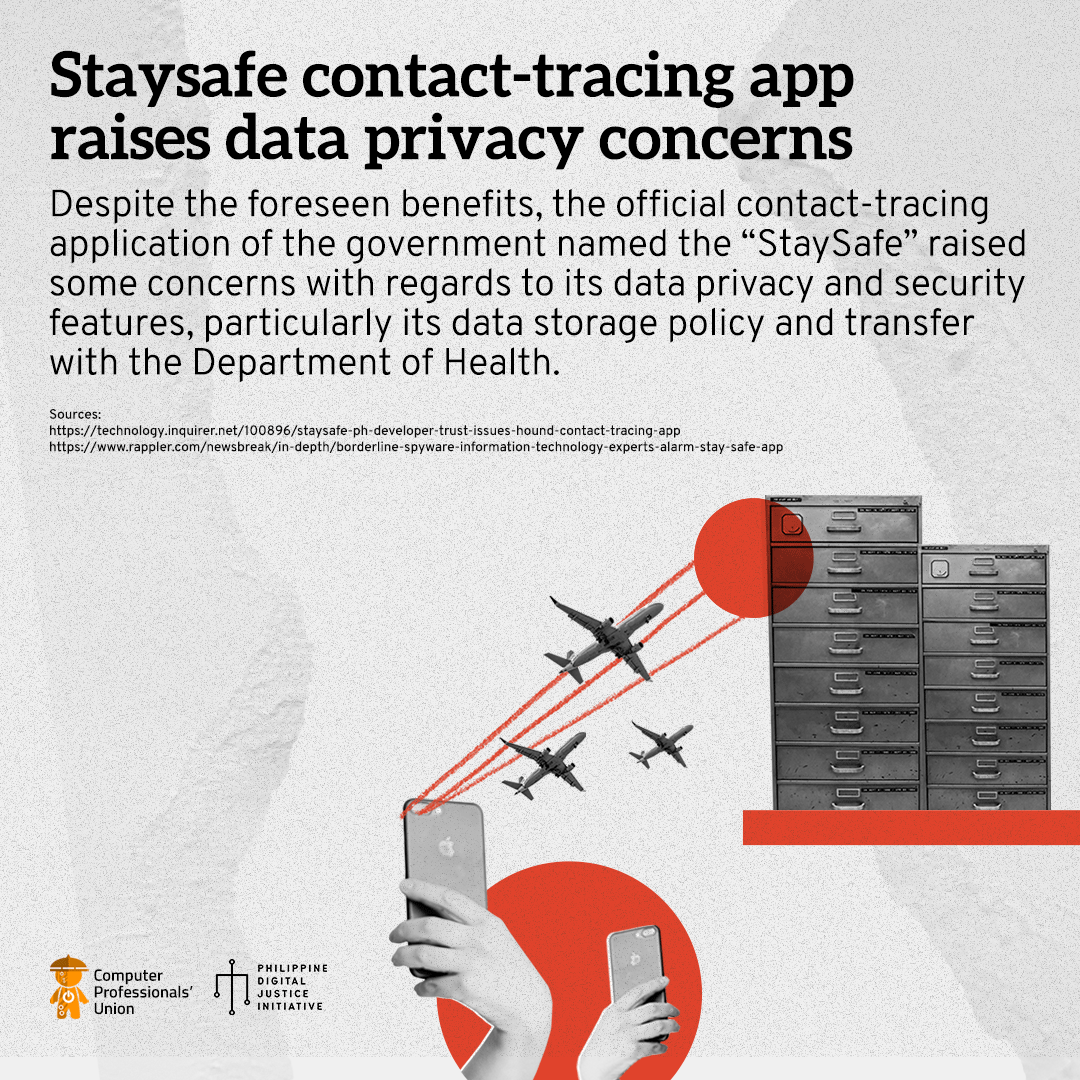 Staysafe contact-tracing app
raises data privacy concerns
Despite the foreseen benefits, the official contact-tracing
application of the government named the “StaySafe” raised
some concerns with regards to its data privacy and security
features, particularly its data storage policy and transfer
with the Department of Health.
Sources:
https://technology.inquirer.net/100896/staysafe-ph-developer-trust-issues-hound-contact-tracing-app
https://www.rappler.com/newsbreak/in-depth/borderline-spyware-information-technology-experts-alarm-stay-safe-app
Computer
Professionals’
Union
PHILIPPINE
DIGITAL
JUSTICE
INITIATIVE